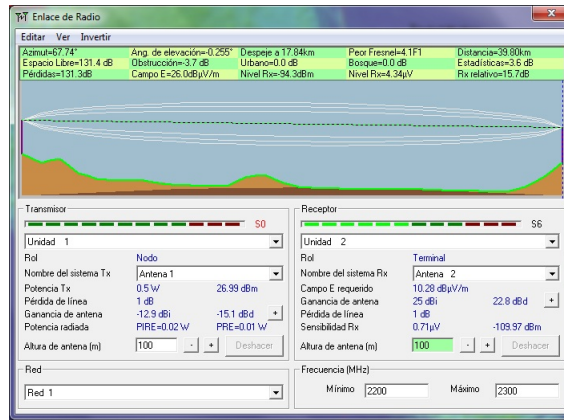 Enlace de Radio
Editar Ver Invertir
Azimut=67.74° Ang. de elevación=-0.255° Despeje a 17.84km Peor Fresnel=4.1F1 Distancia=39.80km
Espacio Libre=131.4 dB Obstrucción=-3.7 dB Urbano=0.0 dB Bosque=0.0 dB Estadísticas=3.6 dB
Pérdidas=131.3dB Campo E=26.0dBµV/m Nivel Rx=-94.3dBm Nivel Rx=4.34µV Rx relativo=15.7dB
Transmisor
S0
Unidad 1
Rol Nodo
Nombre del sistema Tx Antena 1
Potencia Tx 0.5 W 26.99 dBm
Pérdida de línea 1 dB
Ganancia de antena -12.9 dBi -15.1 dBd +
Potencia radiada PIRE=0.02 W PRE=0.01 W
Altura de antena (m) 100 - + Deshacer
Receptor
S6
Unidad 2
Rol Terminal
Nombre del sistema Rx Antena 2
Campo E requerido 10.28 dBµV/m
Ganancia de antena 25 dBi 22.8 dBd +
Pérdida de línea 1 dB
Sensibilidad Rx 0.71µV -109.97 dBm
Altura de antena (m) 100 - + Deshacer
Red
Red 1
Frecuencia (MHz)
Mínimo 2200 Máximo 2300